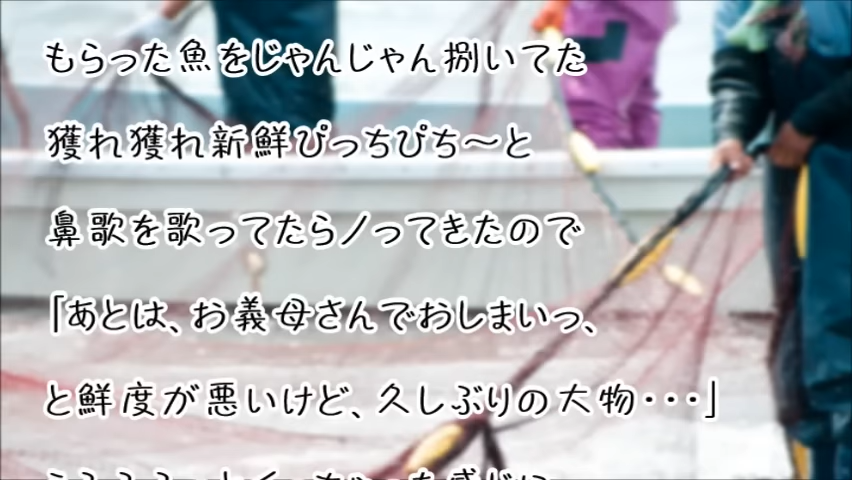 もらった魚をじゃんじゃん捌いてた
獲れ獲れ新鮮ぴっちぴち～と
鼻歌を歌ってたらノってきたので
「あとは、お義母さんでおしまいっ、
と鮮度が悪いけど、久しぶりの大物・・・」